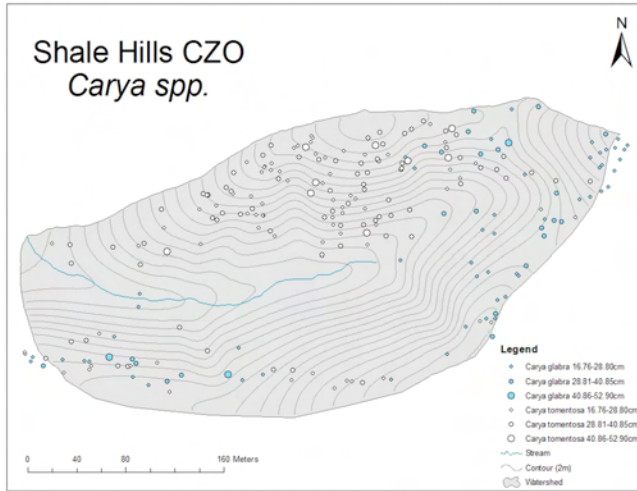 Shale Hills CZO
Carya spp.
N
Legend
Carya glabra 16.76-28.80cm
Carya glabra 28.81-40.85cm
Carya glabra 40.86-52.90cm
Carya tomentosa 16.76-28.80cm
Carya tomentosa 28.81-40.85cm
Carya tomentosa 40.86-52.90cm
Stream
Contour (2m)
Watershed
0 40 80 160 Meters